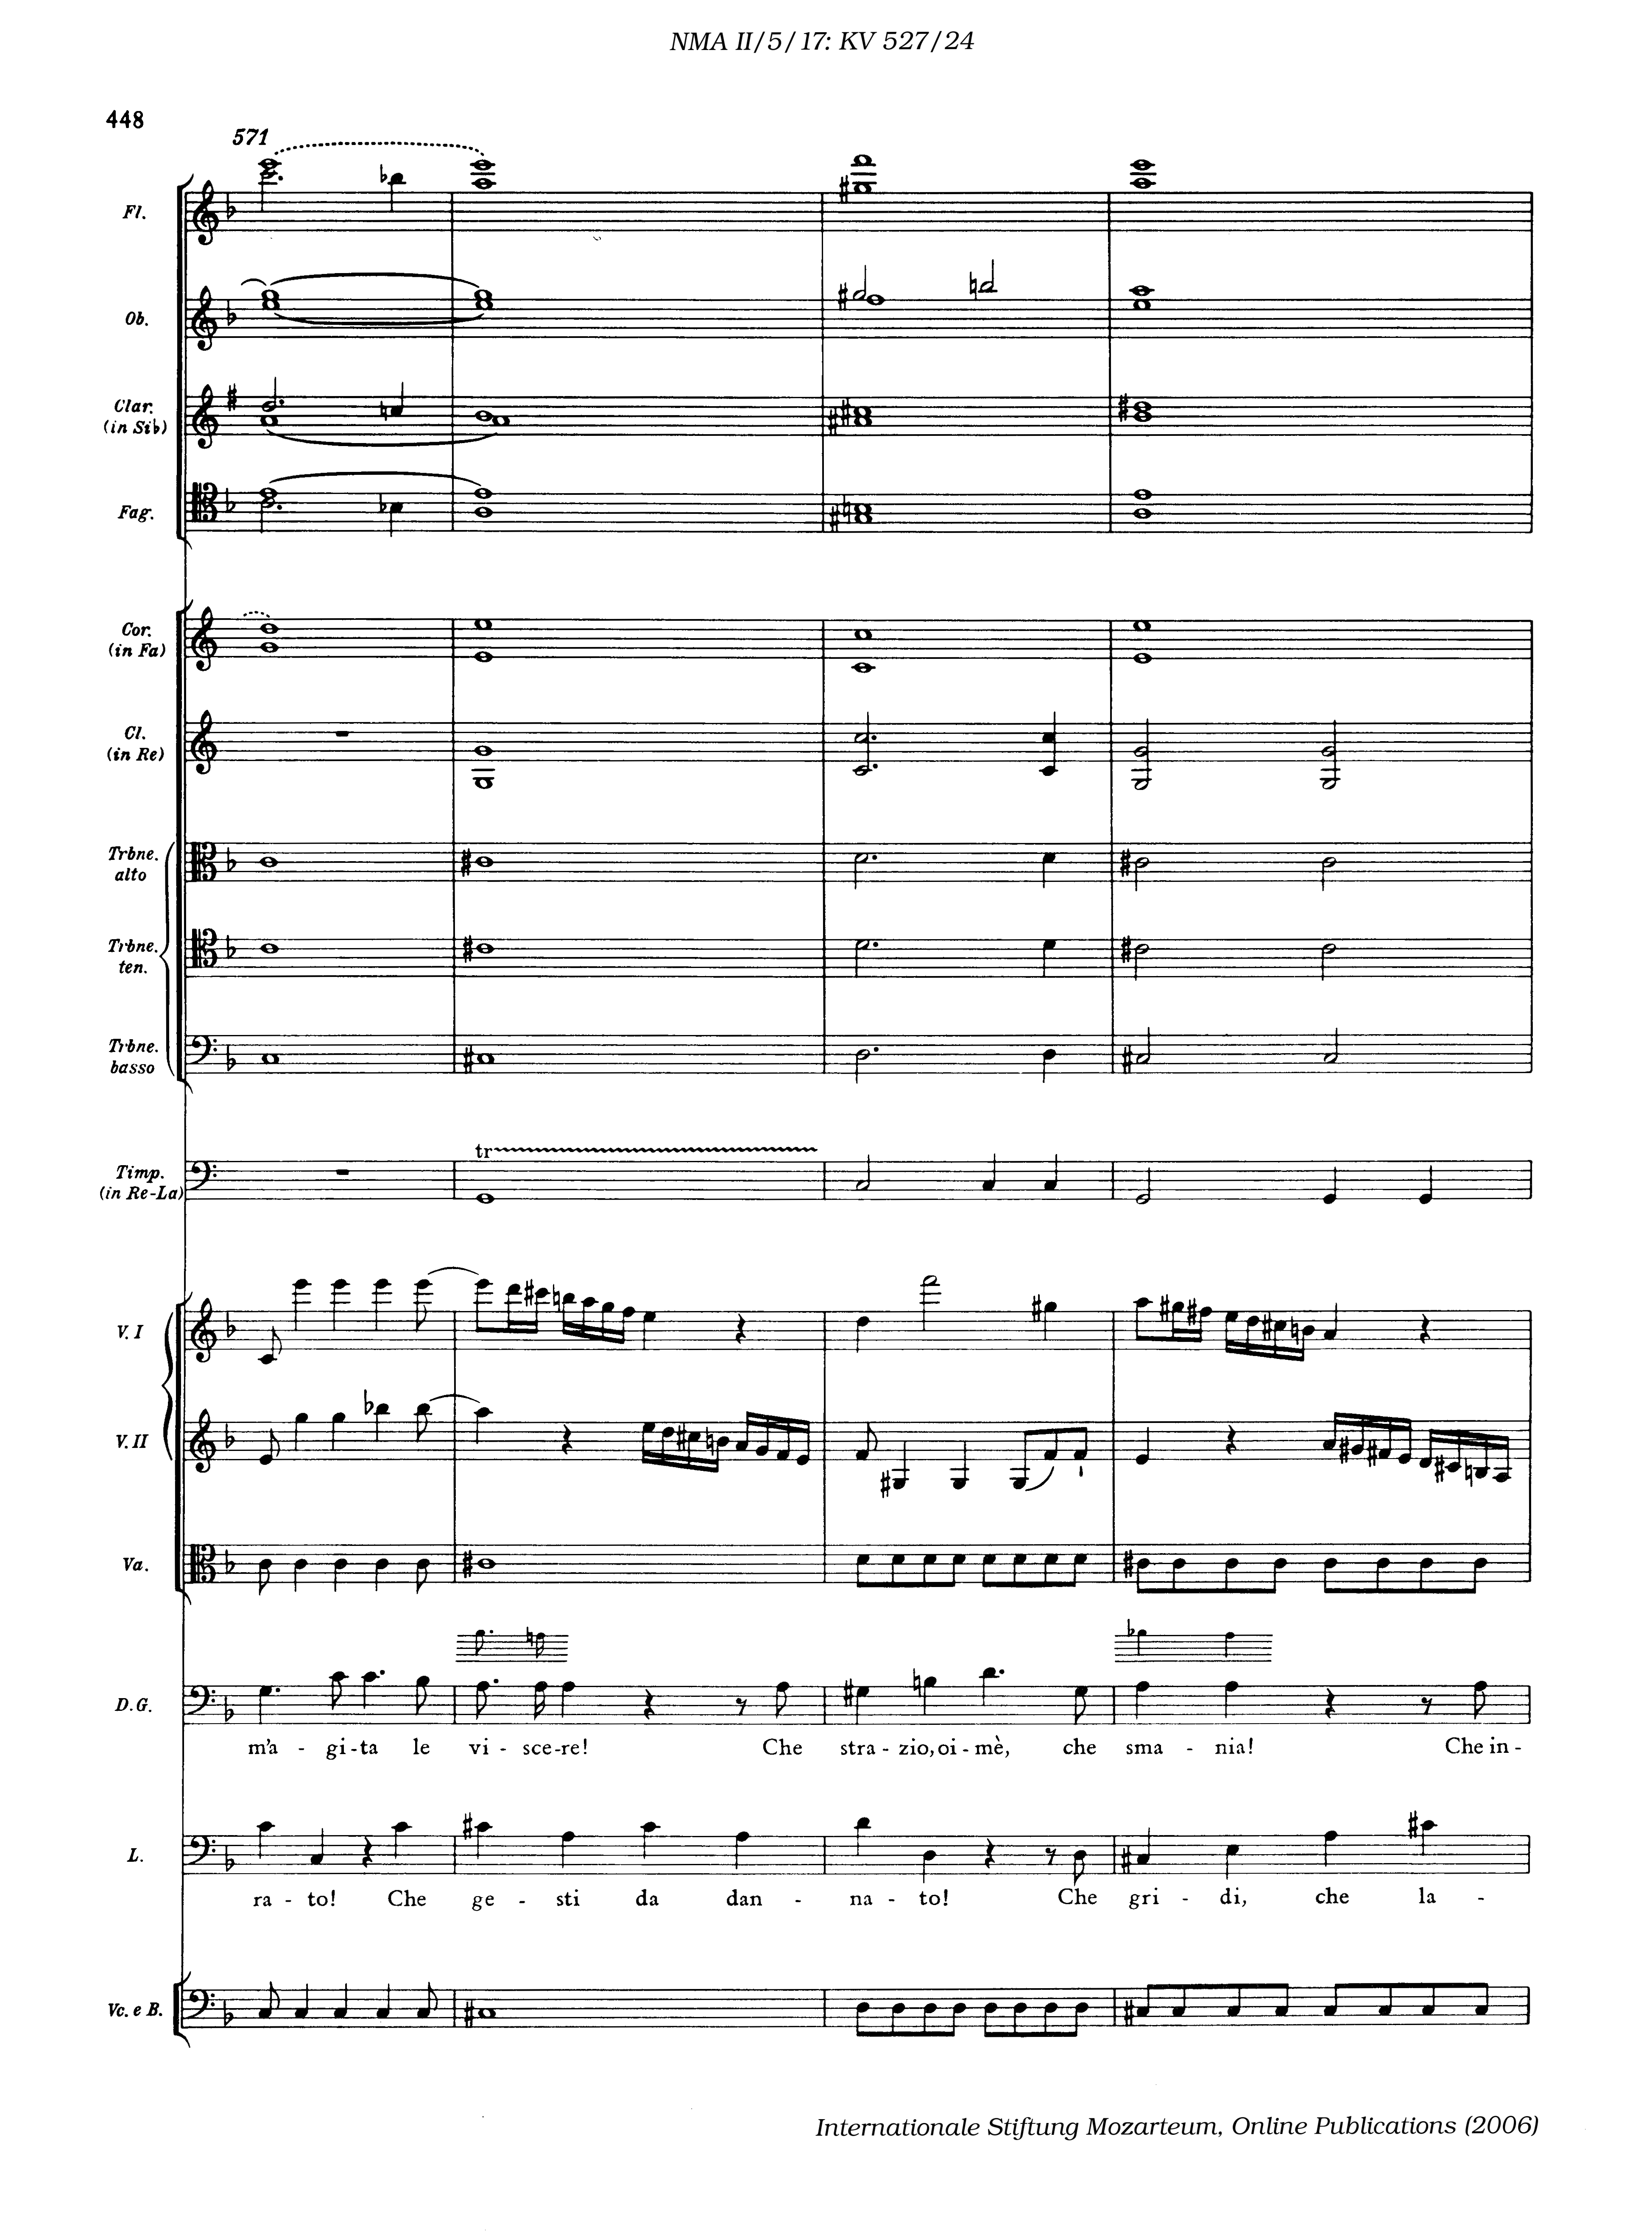 NMA II/5/17: KV 527/24
448
571
Fl.
Ob.
Clar.
(in Si♭)
Fag.
Cor.
(in Fa)
Cl.
(in Re)
Trbne.
alto
Trbne.
ten.
Trbne.
basso
tr
Timp.
(in Re-La)
V. I
V. II
Va.
D. G.
m'a - gi - ta le vi - sce - re! Che stra - zio, oi - mè, che sma - nia! Che in -
L.
ra - to! Che ge - sti da dan - na - to! Che gri - di, che la -
Vc. e B.
Internationale Stiftung Mozarteum, Online Publications (2006)